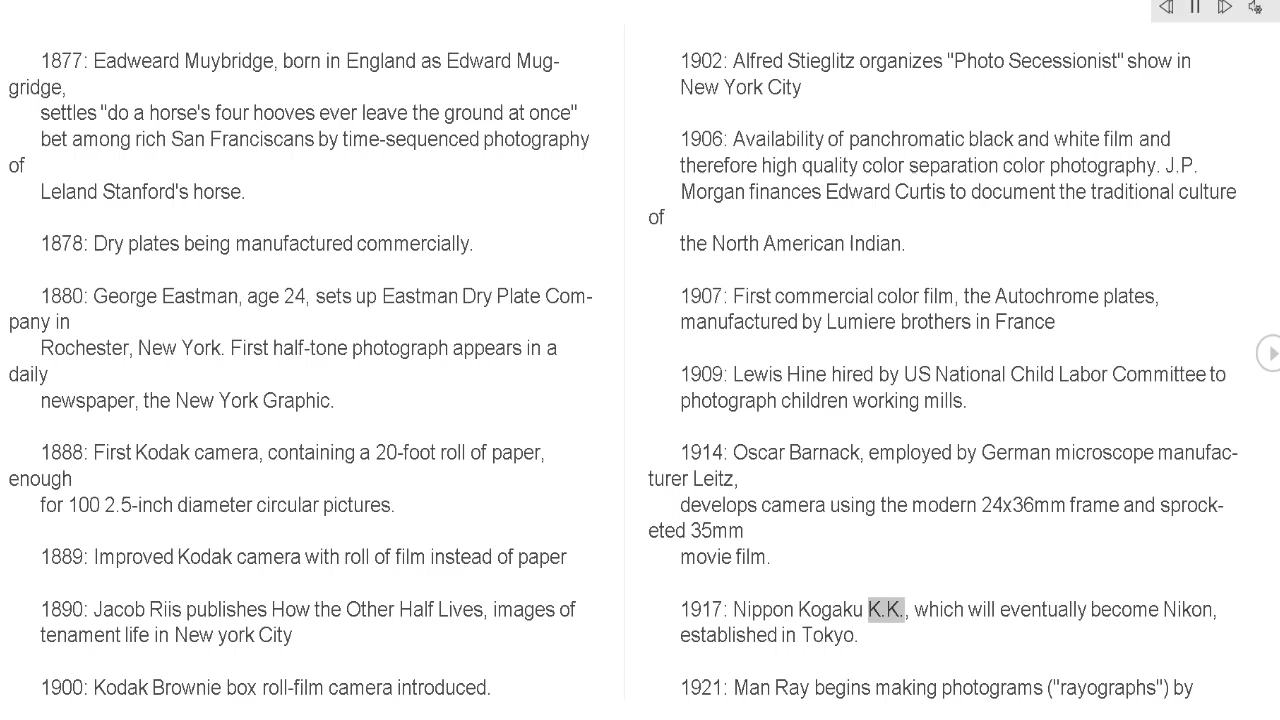 1877: Eadweard Muybridge, born in England as Edward Mug-
gridge,
settles "do a horse's four hooves ever leave the ground at once"
bet among rich San Franciscans by time-sequenced photography
of
Leland Stanford's horse.
1878: Dry plates being manufactured commercially.
1880: George Eastman, age 24, sets up Eastman Dry Plate Com-
pany in
Rochester, New York. First half-tone photograph appears in a
daily
newspaper, the New York Graphic.
1888: First Kodak camera, containing a 20-foot roll of paper,
enough
for 100 2.5-inch diameter circular pictures.
1889: Improved Kodak camera with roll of film instead of paper
1890: Jacob Riis publishes How the Other Half Lives, images of
tenament life in New york City
1900: Kodak Brownie box roll-film camera introduced.
1902: Alfred Stieglitz organizes "Photo Secessionist" show in
New York City
1906: Availability of panchromatic black and white film and
therefore high quality color separation color photography. J.P.
Morgan finances Edward Curtis to document the traditional culture
of
the North American Indian.
1907: First commercial color film, the Autochrome plates,
manufactured by Lumiere brothers in France
1909: Lewis Hine hired by US National Child Labor Committee to
photograph children working mills.
1914: Oscar Barnack, employed by German microscope manufac-
turer Leitz,
develops camera using the modern 24x36mm frame and sprock-
eted 35mm
movie film.
1917: Nippon Kogaku K.K., which will eventually become Nikon,
established in Tokyo.
1921: Man Ray begins making photograms ("rayographs") by